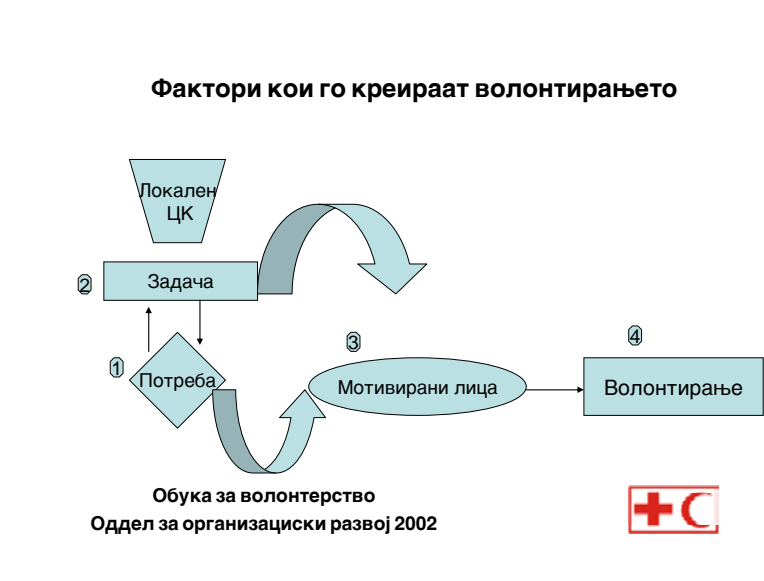 Фактори кои го креираат волонтирањето
Локален
ЦК
2
Задача
3
4
1
Потреба
Мотивирани лица
Волонтирање
Обука за волонтерство
Оддел за организациски развој 2002